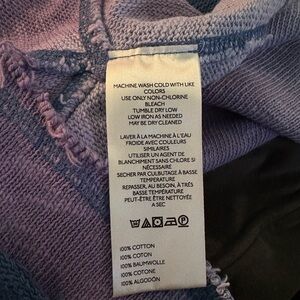 MACHINE WASH COLD WITH LIKE
COLORS
USE ONLY NON-CHLORINE
BLEACH
TUMBLE DRY LOW
LOW IRON AS NEEDED
MAY BE DRY CLEANED
LAVER À LA MACHINE À L'EAU
FROIDE AVEC COULEURS
SIMILAIRES
UTILISER UN AGENT DE
BLANCHIMENT SANS CHLORE SI
NÉCESSAIRE
SECHER PAR CULBUTAGE À BASSE
TEMPÉRATURE
REPASSER, AU BESOIN, À TRÈS
BASSE TEMPÉRATURE
PEUT-ÊTRE ÊTRE NETTOYÉE
A SEC
100% COTTON
100% COTON
100% BAUMWOLLE
100% COTONE
100% ALGODÓN